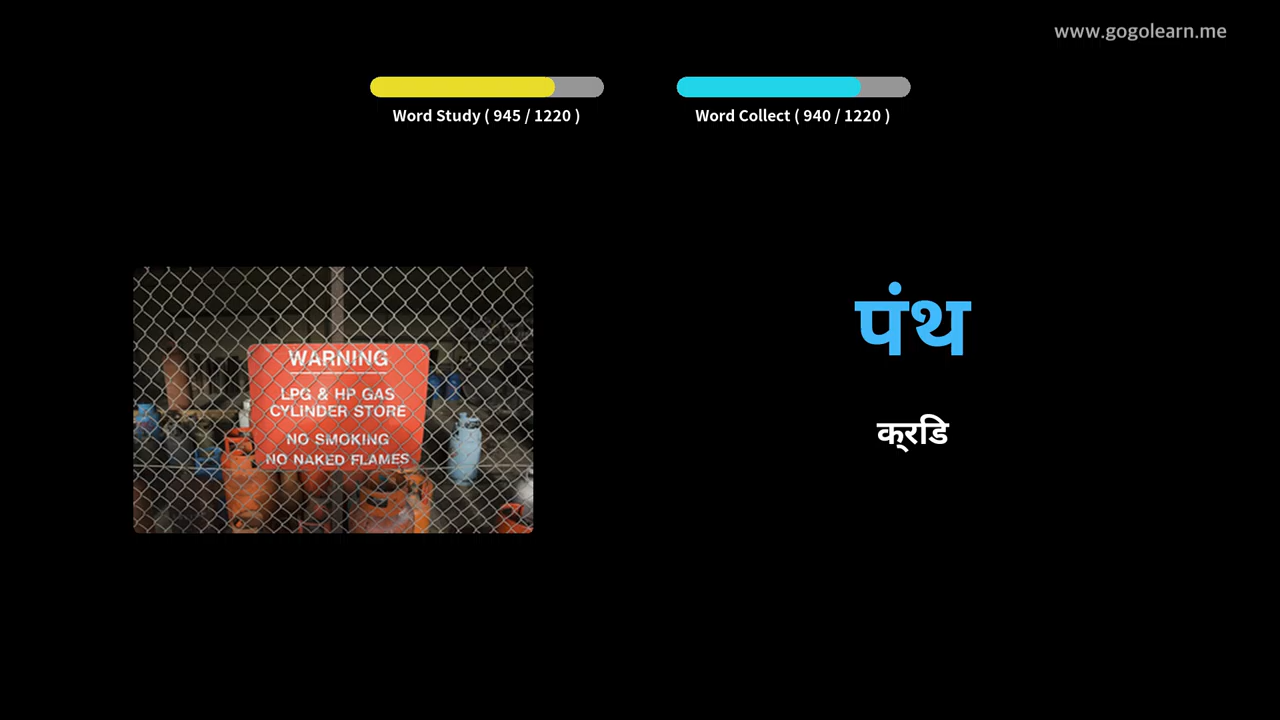 www.gogolearn.me
Word Study ( 945 / 1220 )
Word Collect ( 940 / 1220 )
WARNING
LPG & HP GAS
CYLINDER STORE
NO SMOKING
NO NAKED FLAMES
पंथ
क्रडि